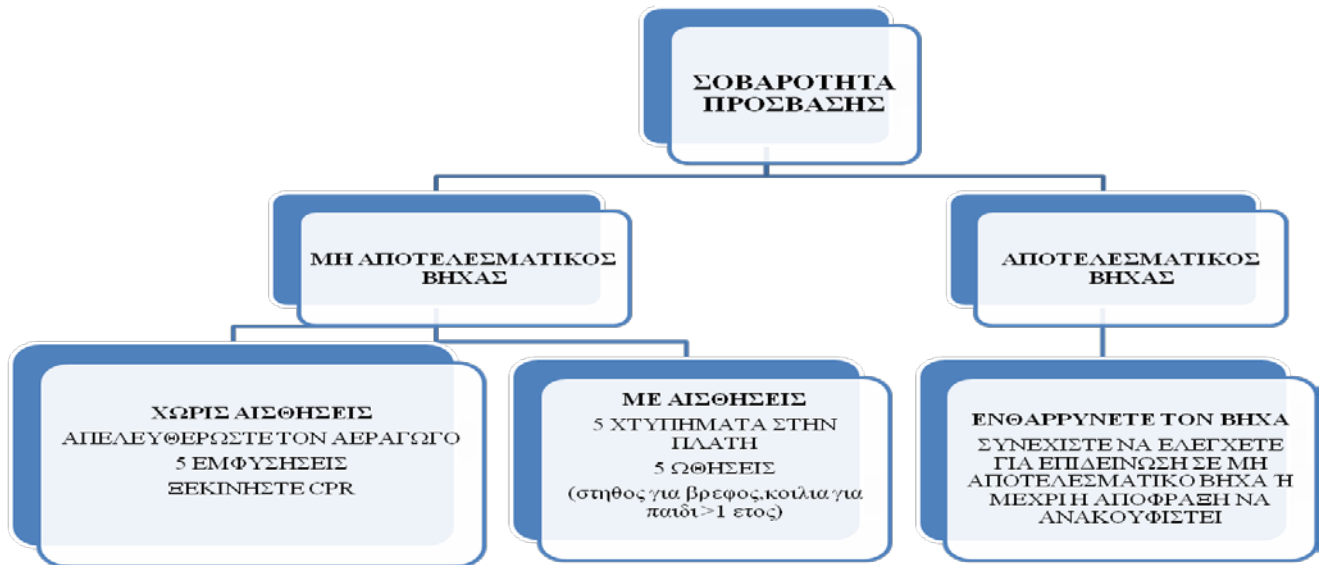 ΣΟΒΑΡΟΤΗΤΑ
ΠΡΟΣΒΑΣΗΣ
ΜΗ ΑΠΟΤΕΛΕΣΜΑΤΙΚΟΣ
ΒΗΧΑΣ
ΑΠΟΤΕΛΕΣΜΑΤΙΚΟΣ
ΒΗΧΑΣ
ΧΩΡΙΣ ΑΙΣΘΗΣΕΙΣ
ΑΠΕΛΕΥΘΕΡΩΣΤΕ ΤΟΝ ΑΕΡΑΓΩΓΟ
5 ΕΜΦΥΣΗΣΕΙΣ
ΞΕΚΙΝΗΣΤΕ CPR
ΜΕ ΑΙΣΘΗΣΕΙΣ
5 ΧΤΥΠΗΜΑΤΑ ΣΤΗΝ
ΠΛΑΤΗ
5 ΩΘΗΣΕΙΣ
(στηθος για βρεφος,κοιλια για
παιδι>1 ετος)
ΕΝΘΑΡΡΥΝΕΤΕ ΤΟΝ ΒΗΧΑ
ΣΥΝΕΧΙΣΤΕ ΝΑ ΕΛΕΓΧΕΤΕ
ΓΙΑ ΕΠΙΔΕΙΝΩΣΗ ΣΕ ΜΗ
ΑΠΟΤΕΛΕΣΜΑΤΙΚΟ ΒΗΧΑ Ή
ΜΕΧΡΙ Η ΑΠΟΦΡΑΞΗ ΝΑ
ΑΝΑΚΟΥΦΙΣΤΕΙ